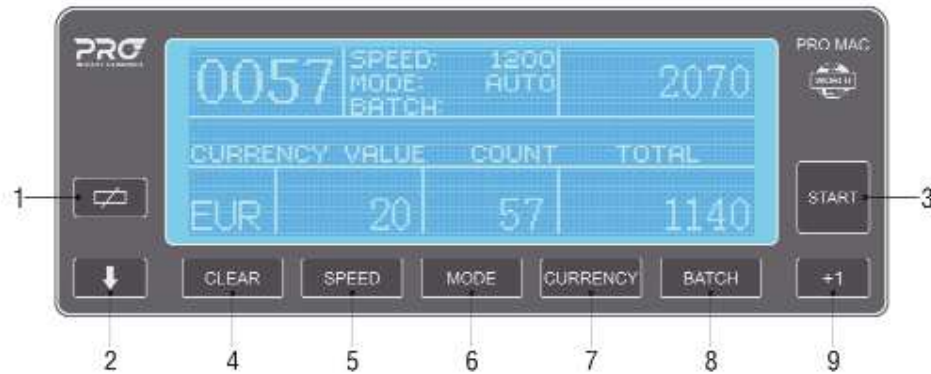 PRO
PRO MAC
0057
SPEED: 1200
MODE: AUTO
BATCH:
2070
CURRENCY VALUE COUNT TOTAL
EUR 20 57 1140
1
START
3
CLEAR
SPEED
MODE
CURRENCY
BATCH
+1
2
4
5
6
7
8
9